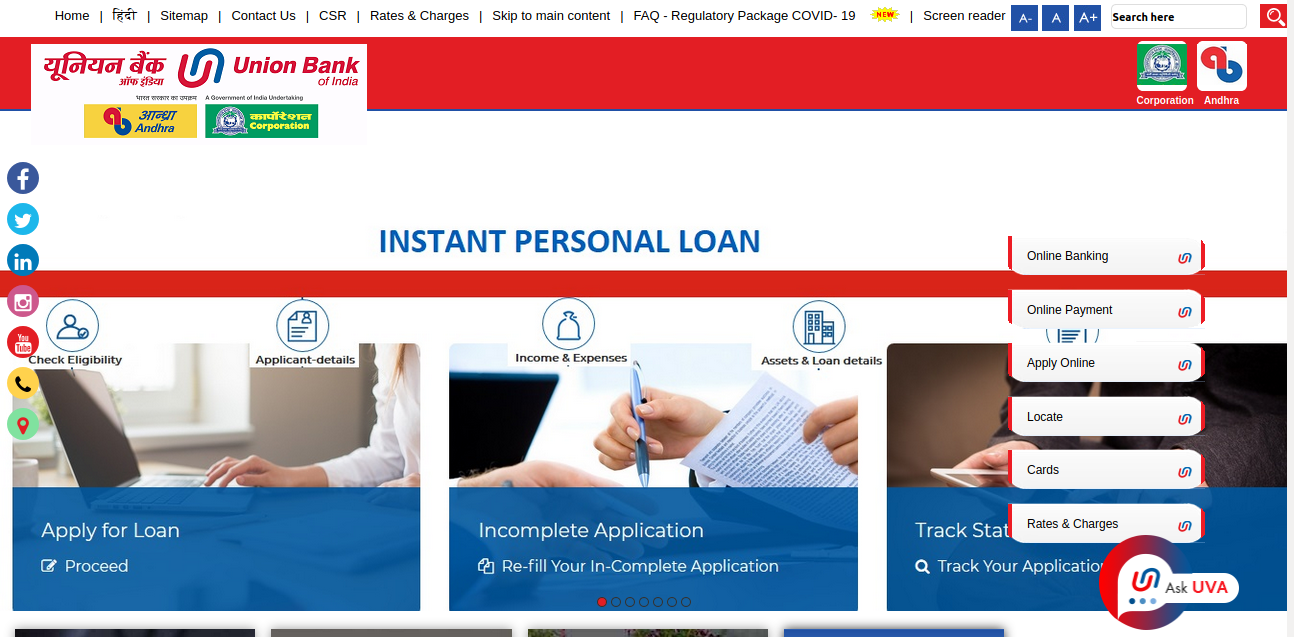 Home | हिंदी | Sitemap | Contact Us | CSR | Rates & Charges | Skip to main content | FAQ - Regulatory Package COVID- 19 NEW | Screen reader A- A A+ Search here
यूनियन बैंक Union Bank
ऑफ इंडिया of India
भारत सरकार का उपक्रम A Government of India Undertaking
आन्ध्रा Andhra
कार्पोरेशन Corporation
Corporation Andhra
INSTANT PERSONAL LOAN
Online Banking
Online Payment
Check Eligibility
Applicant-details
Income & Expenses
Assets & Loan details
You
Tube
Apply Online
Locate
Cards
Rates & Charges
Apply for Loan
Proceed
Incomplete Application
Re-fill Your In-Complete Application
Track Stat
Track Your Application
Ask UVA